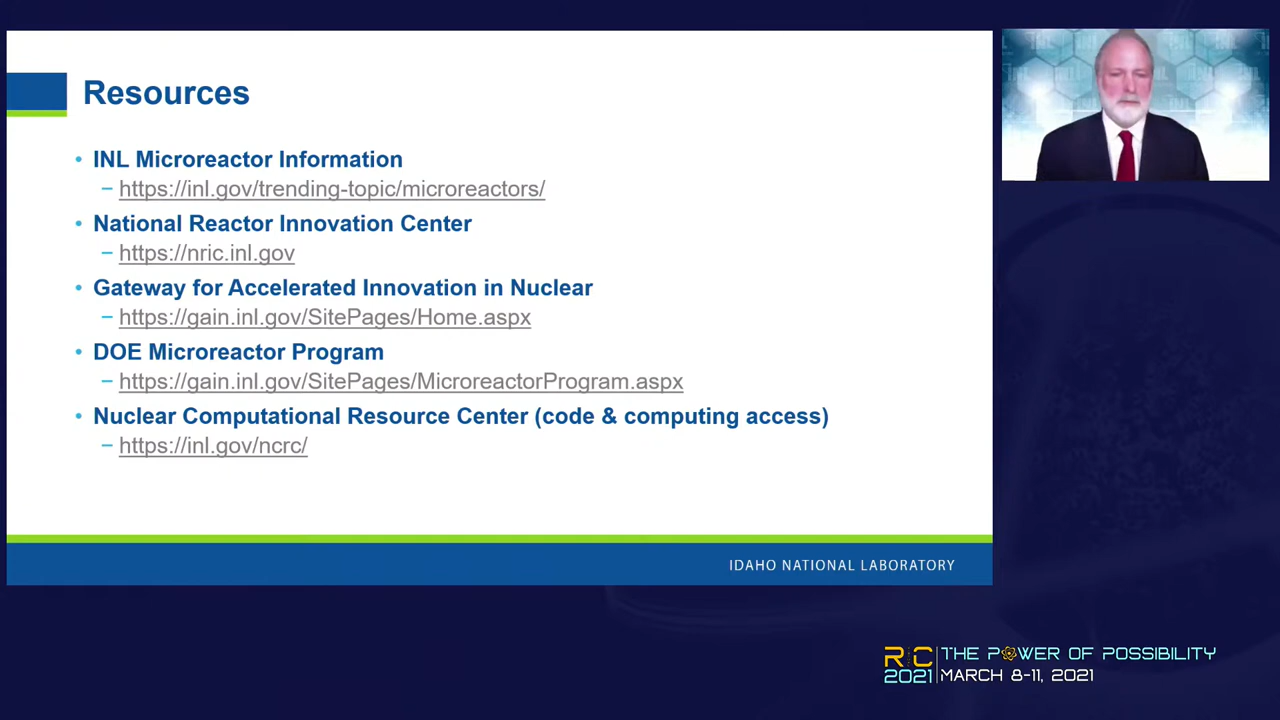 Resources
• INL Microreactor Information
– https://inl.gov/trending-topic/microreactors/
• National Reactor Innovation Center
– https://nric.inl.gov
• Gateway for Accelerated Innovation in Nuclear
– https://gain.inl.gov/SitePages/Home.aspx
• DOE Microreactor Program
– https://gain.inl.gov/SitePages/MicroreactorProgram.aspx
• Nuclear Computational Resource Center (code & computing access)
– https://inl.gov/ncrc/
IDAHO NATIONAL LABORATORY
RIC
2021
THE POWER OF POSSIBILITY
MARCH 8-11, 2021